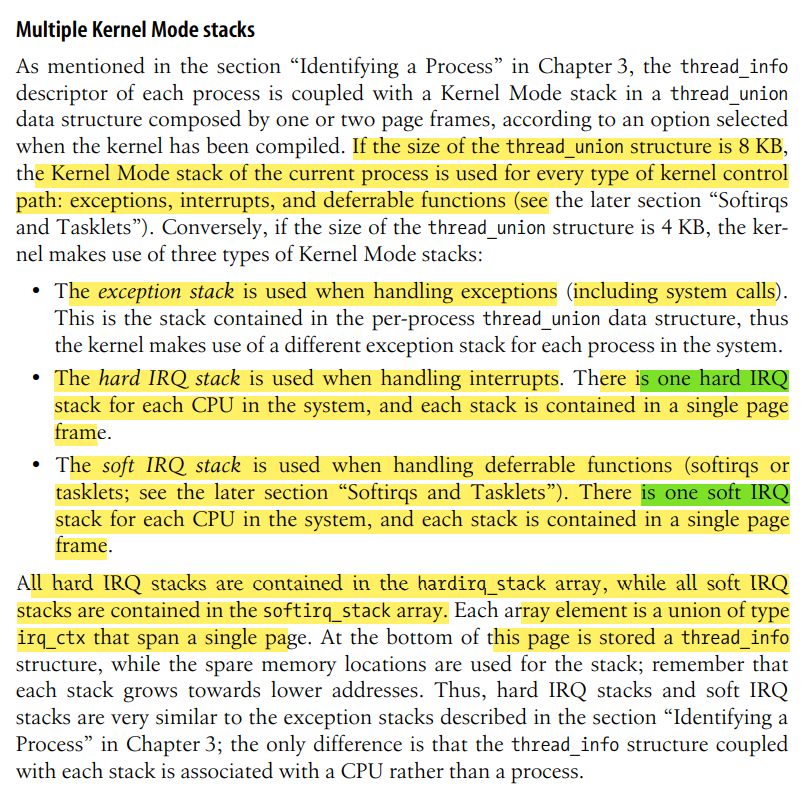 Multiple Kernel Mode stacks
As mentioned in the section “Identifying a Process” in Chapter 3, the thread_info
descriptor of each process is coupled with a Kernel Mode stack in a thread_union
data structure composed by one or two page frames, according to an option selected
when the kernel has been compiled. If the size of the thread_union structure is 8 KB,
the Kernel Mode stack of the current process is used for every type of kernel control
path: exceptions, interrupts, and deferrable functions (see the later section “Softirqs
and Tasklets”). Conversely, if the size of the thread_union structure is 4 KB, the ker-
nel makes use of three types of Kernel Mode stacks:
• The exception stack is used when handling exceptions (including system calls).
This is the stack contained in the per-process thread_union data structure, thus
the kernel makes use of a different exception stack for each process in the system.
• The hard IRQ stack is used when handling interrupts. There is one hard IRQ
stack for each CPU in the system, and each stack is contained in a single page
frame.
• The soft IRQ stack is used when handling deferrable functions (softirqs or
tasklets; see the later section “Softirqs and Tasklets”). There is one soft IRQ
stack for each CPU in the system, and each stack is contained in a single page
frame.
All hard IRQ stacks are contained in the hardirq_stack array, while all soft IRQ
stacks are contained in the softirq_stack array. Each array element is a union of type
irq_ctx that span a single page. At the bottom of this page is stored a thread_info
structure, while the spare memory locations are used for the stack; remember that
each stack grows towards lower addresses. Thus, hard IRQ stacks and soft IRQ
stacks are very similar to the exception stacks described in the section “Identifying a
Process” in Chapter 3; the only difference is that the thread_info structure coupled
with each stack is associated with a CPU rather than a process.